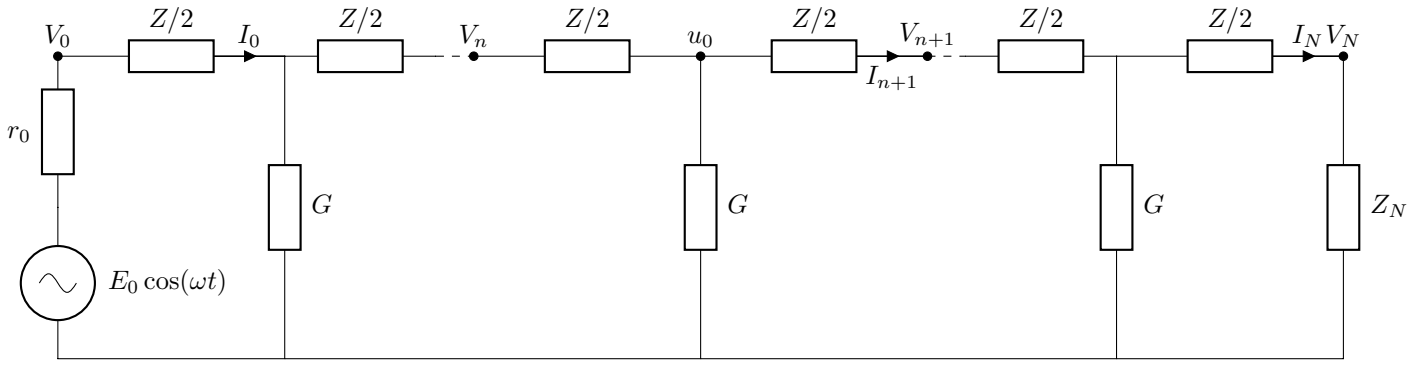 Z/2 Z/2 Z/2 Z/2 Z/2 Z/2
V_0 I_0 V_n u_0 V_{n+1} I_N V_N
I_{n+1}
r_0
G G G Z_N
E_0 cos(ωt)